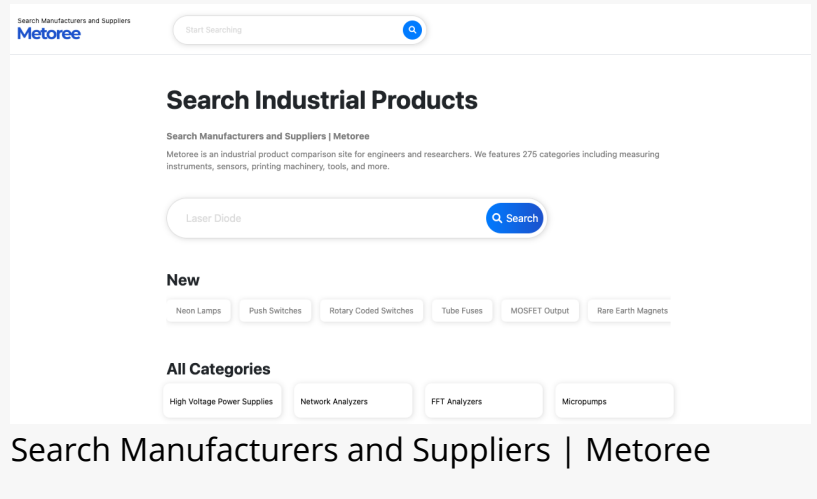 Search Manufacturers and Suppliers
Metoree
Start Searching
Search Industrial Products
Search Manufacturers and Suppliers | Metoree
Metoree is an industrial product comparison site for engineers and researchers. We features 275 categories including measuring
instruments, sensors, printing machinery, tools, and more.
Laser Diode
Search
New
Neon Lamps
Push Switches
Rotary Coded Switches
Tube Fuses
MOSFET Output
Rare Earth Magnets
All Categories
High Voltage Power Supplies
Network Analyzers
FFT Analyzers
Micropumps
Search Manufacturers and Suppliers | Metoree